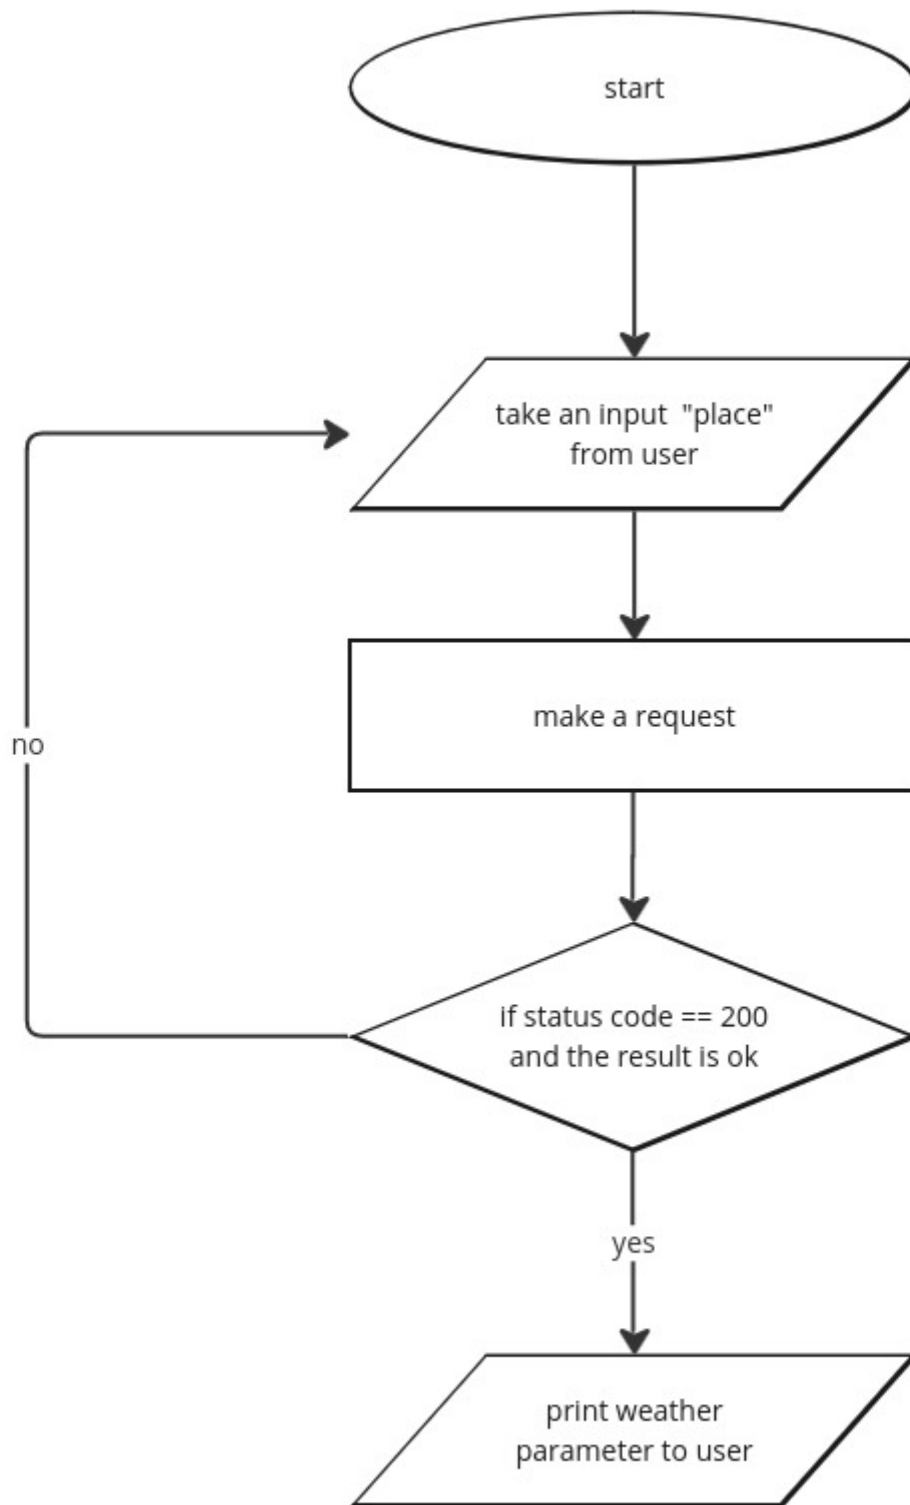 start
take an input "place"
from user
make a request
no
if status code == 200
and the result is ok
yes
print weather
parameter to user